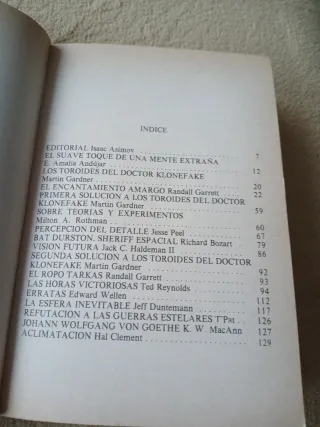 INDICE
EDITORIAL Isaac Asimov 7
EL SUAVE TOQUE DE UNA MENTE EXTRAÑA
E. Amalia Andújar 12
LOS TOROIDES DEL DOCTOR KLONEFAKE
Martin Gardner 20
EL ENCANTAMIENTO AMARGO Randall Garrett 22
PRIMERA SOLUCION A LOS TOROIDES DEL DOCTOR
KLONEFAKE Martin Gardner 59
SOBRE TEORIAS Y EXPERIMENTOS
Milton A. Rothman 60
PERCEPCION DEL DETALLE Jesse Peel 67
BAT DURSTON. SHERIFF ESPACIAL Richard Bozart 79
VISION FUTURA Jack C. Haldeman II 86
SEGUNDA SOLUCION A LOS TOROIDES DEL DOCTOR
KLONEFAKE Martin Gardner 92
EL ROPO TARKAS Randall Garrett 93
LAS HORAS VICTORIOSAS Ted Reynolds 94
ERRATAS Edward Wellen 112
LA ESFERA INEVITABLE Jeff Duntemann 117
REFUTACION A LAS GUERRAS ESTELARES T˝Pst 126
JOHANN WOLFGANG VON GOETHE K. W. MacAnn 127
ACLIMATACION Hal Clement 129